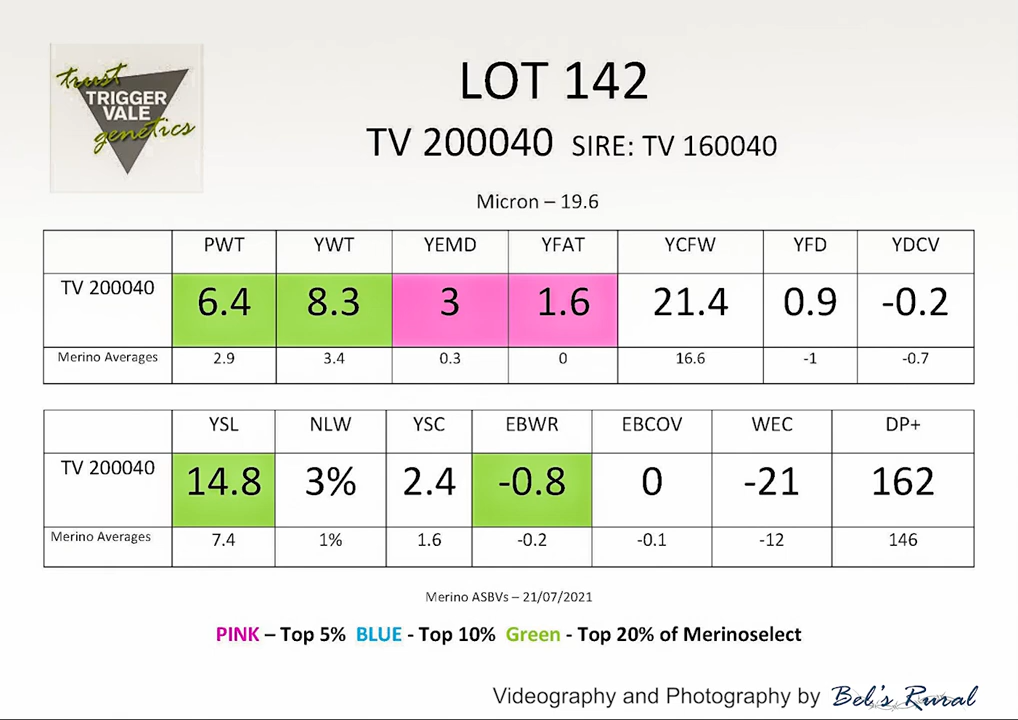 trust
TRIGGER
VALE
genetics
LOT 142
TV 200040 SIRE: TV 160040
Micron – 19.6
PWT YWT YEMD YFAT YCFW YFD YDCV
TV 200040 6.4 8.3 3 1.6 21.4 0.9 -0.2
Merino Averages 2.9 3.4 0.3 0 16.6 -1 -0.7
YSL NLW YSC EBWR EBCOV WEC DP+
TV 200040 14.8 3% 2.4 -0.8 0 -21 162
Merino Averages 7.4 1% 1.6 -0.2 -0.1 -12 146
Merino ASBVs – 21/07/2021
PINK – Top 5% BLUE - Top 10% Green - Top 20% of Merinoselect
Videography and Photography by Bel's Rural